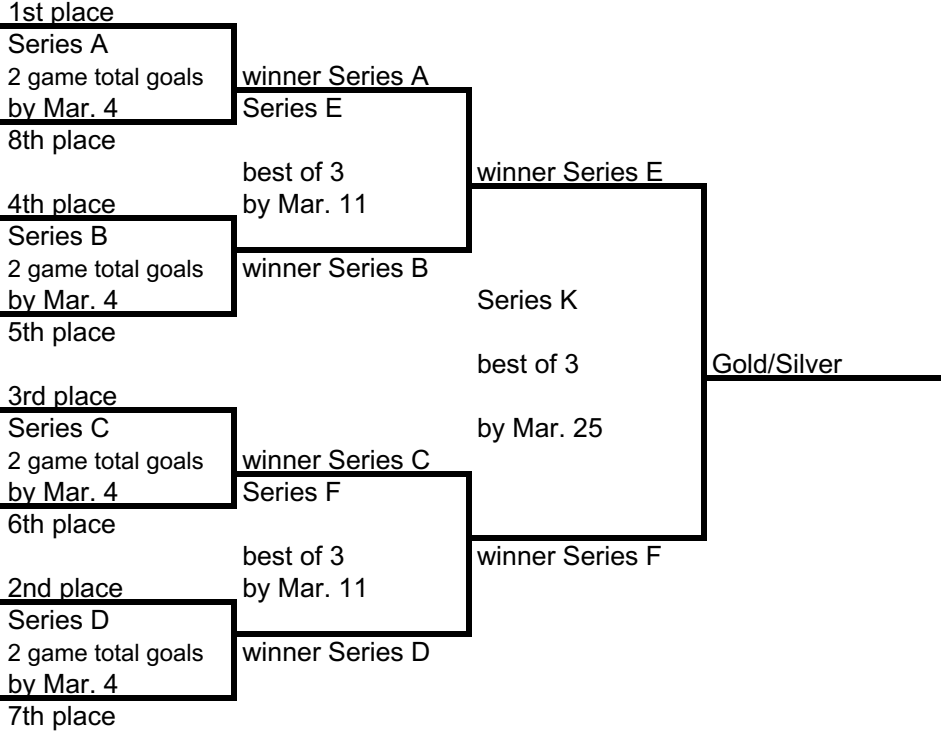 1st place
Series A
2 game total goals
by Mar. 4
8th place
4th place
Series B
2 game total goals
by Mar. 4
5th place
3rd place
Series C
2 game total goals
by Mar. 4
6th place
2nd place
Series D
2 game total goals
by Mar. 4
7th place
winner Series A
Series E
best of 3
by Mar. 11
winner Series B
winner Series C
Series F
best of 3
by Mar. 11
winner Series D
winner Series E
Series K
best of 3
by Mar. 25
winner Series F
Gold/Silver